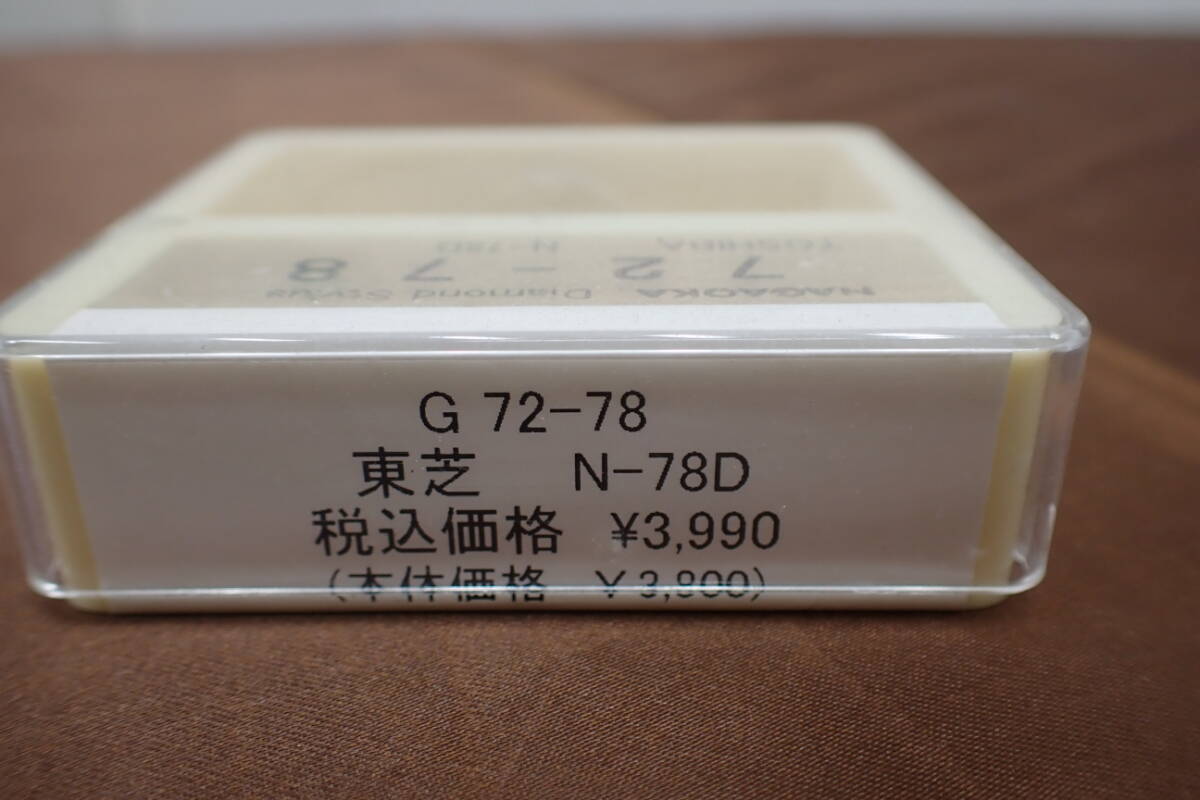 TOSHIBA N-78D
72-78
NAGAOKA Diamond Stylus
G 72-78
東芝 N-78D
税込価格 ¥3,990
(本体価格 ¥3,800)